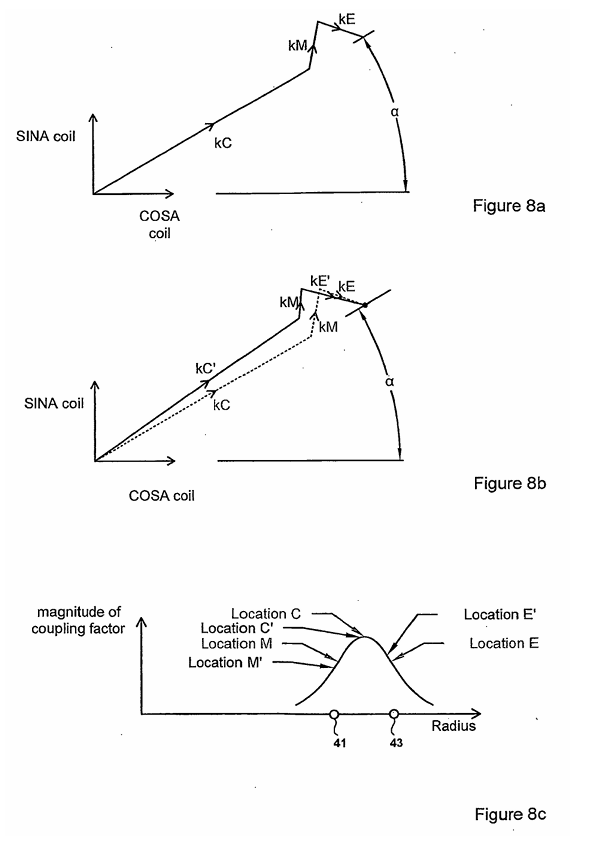 kE
kM
α
SINA coil
kC
COSA
coil
Figure 8a
kE'
kE
kM
kM
kC'
α
SINA coil
kC
COSA coil
Figure 8b
magnitude of
coupling factor
Location C
Location C'
Location M
Location M'
Location E'
Location E
Radius
41
43
Figure 8c